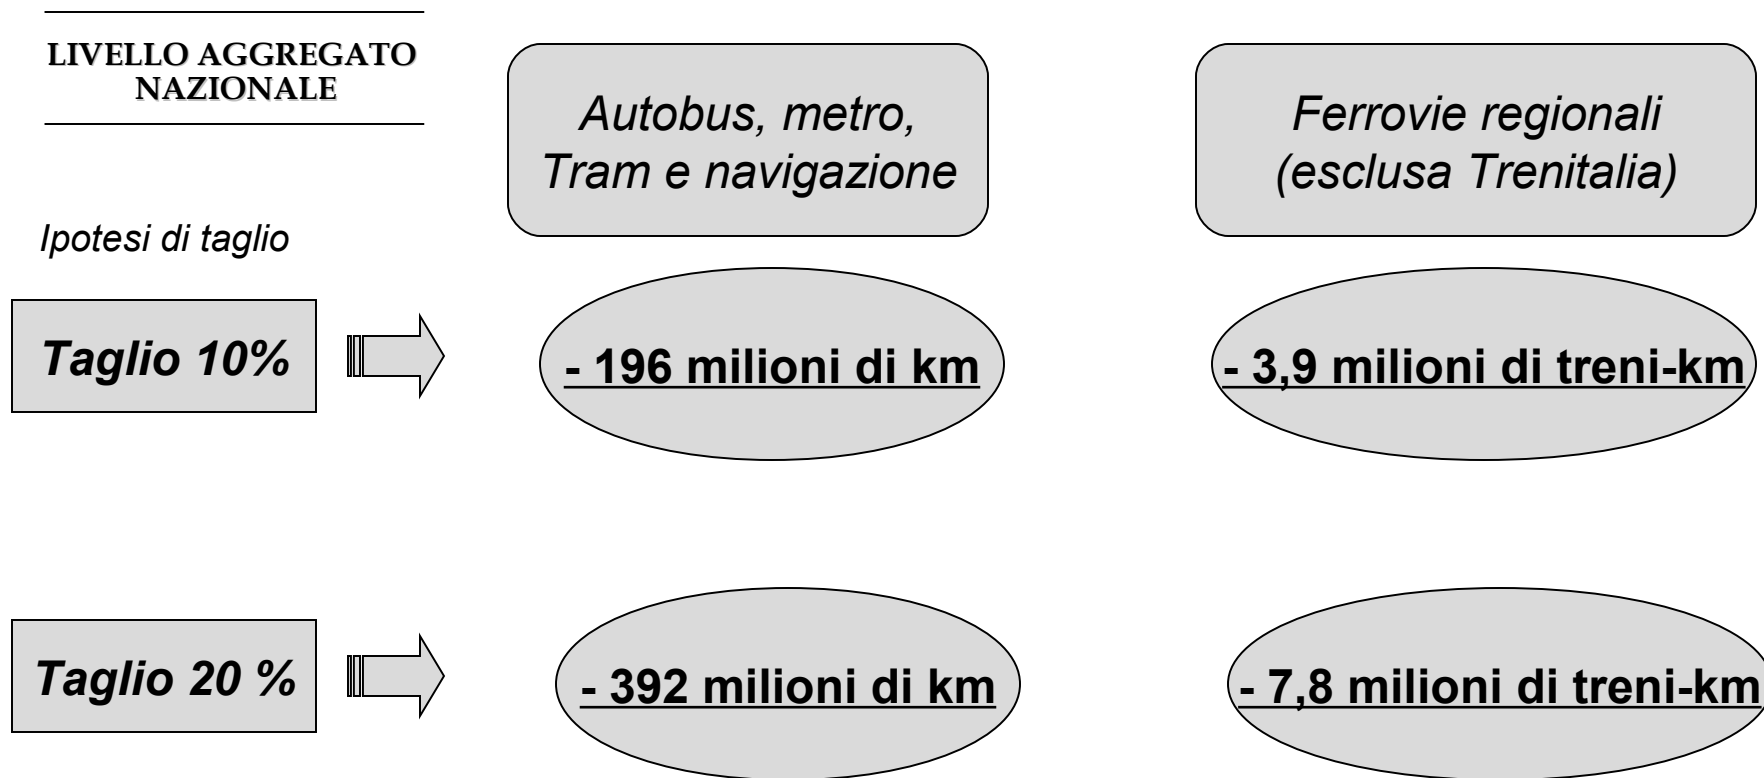 LIVELLO AGGREGATO
NAZIONALE
Autobus, metro,
Tram e navigazione
Ferrovie regionali
(esclusa Trenitalia)
Ipotesi di taglio
Taglio 10%
- 196 milioni di km
- 3,9 milioni di treni-km
Taglio 20 %
- 392 milioni di km
- 7,8 milioni di treni-km